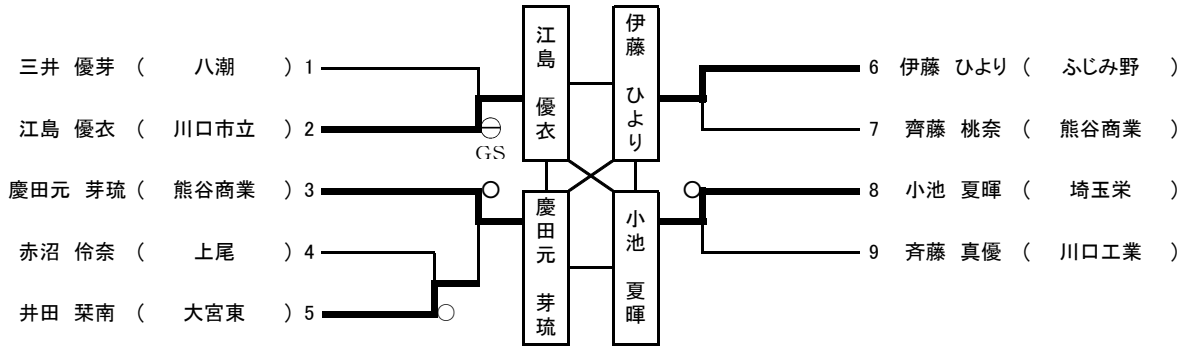 三井 優芽 ( 八潮 ) 1
江島 優衣 ( 川口市立 ) 2
GS
慶田元 芽琉 ( 熊谷商業 ) 3
赤沼 伶奈 ( 上尾 ) 4
井田 栞南 ( 大宮東 ) 5
江島 優衣
伊藤 ひより
慶田元 芽琉
小池 夏暉
6 伊藤 ひより ( ふじみ野 )
7 齊藤 桃奈 ( 熊谷商業 )
8 小池 夏暉 ( 埼玉栄 )
9 斉藤 真優 ( 川口工業 )